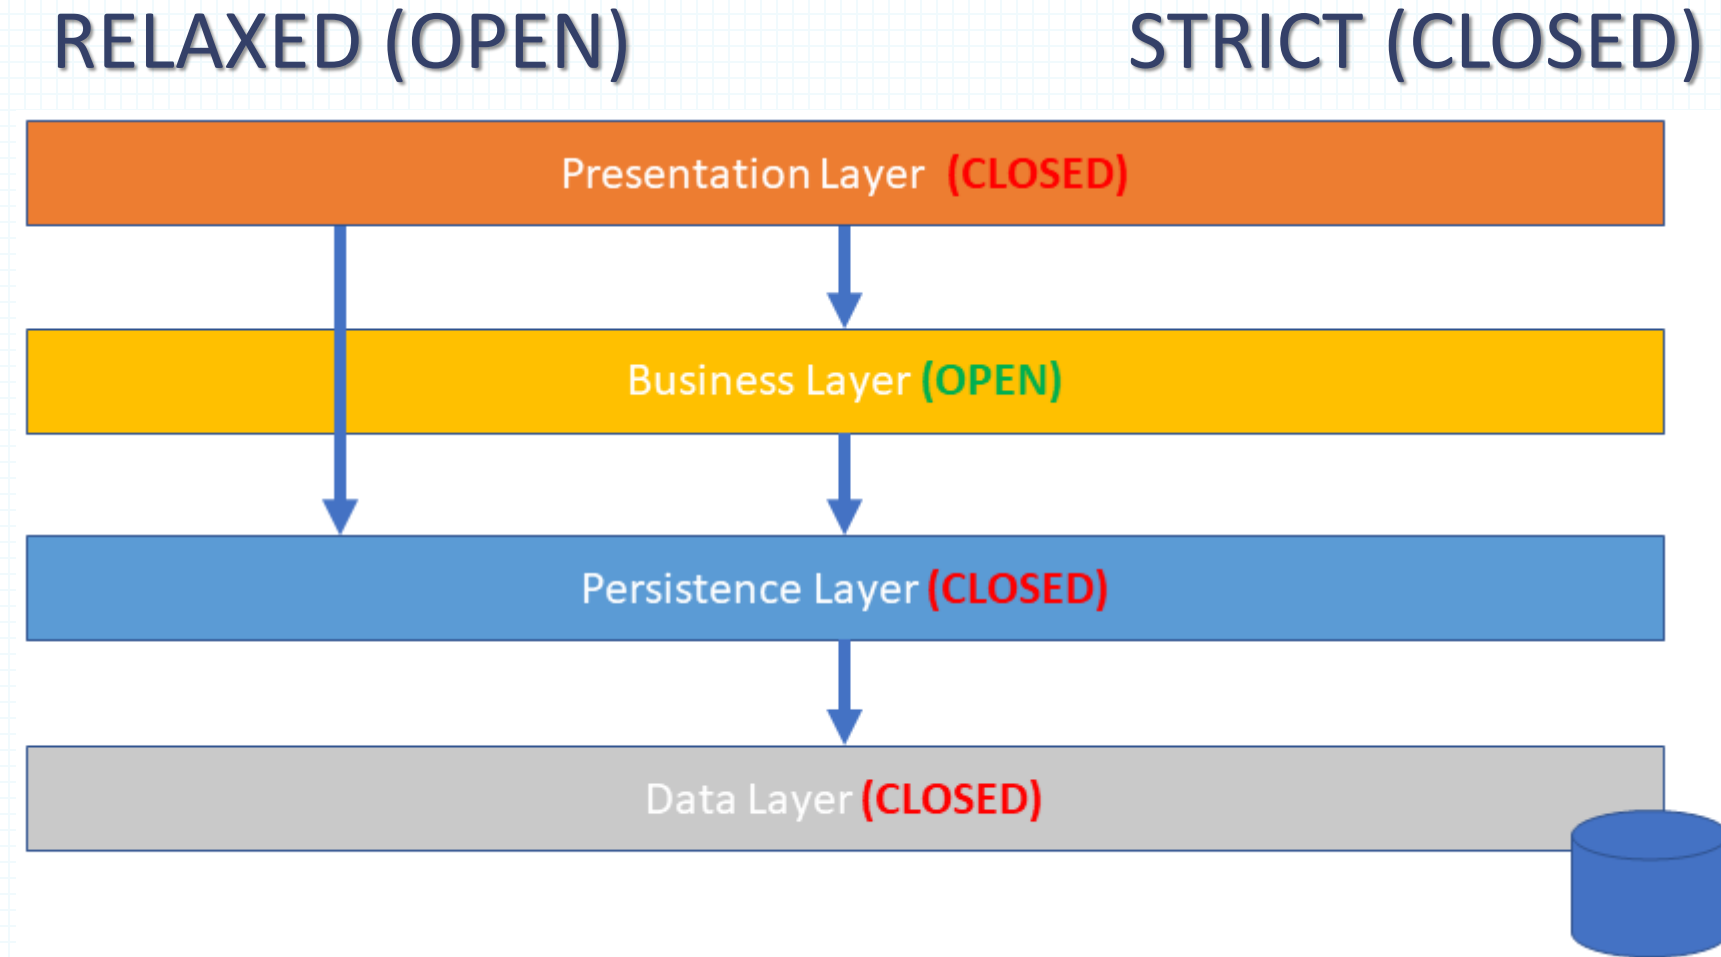 RELAXED (OPEN)
STRICT (CLOSED)
Presentation Layer (CLOSED)
Business Layer (OPEN)
Persistence Layer (CLOSED)
Data Layer (CLOSED)